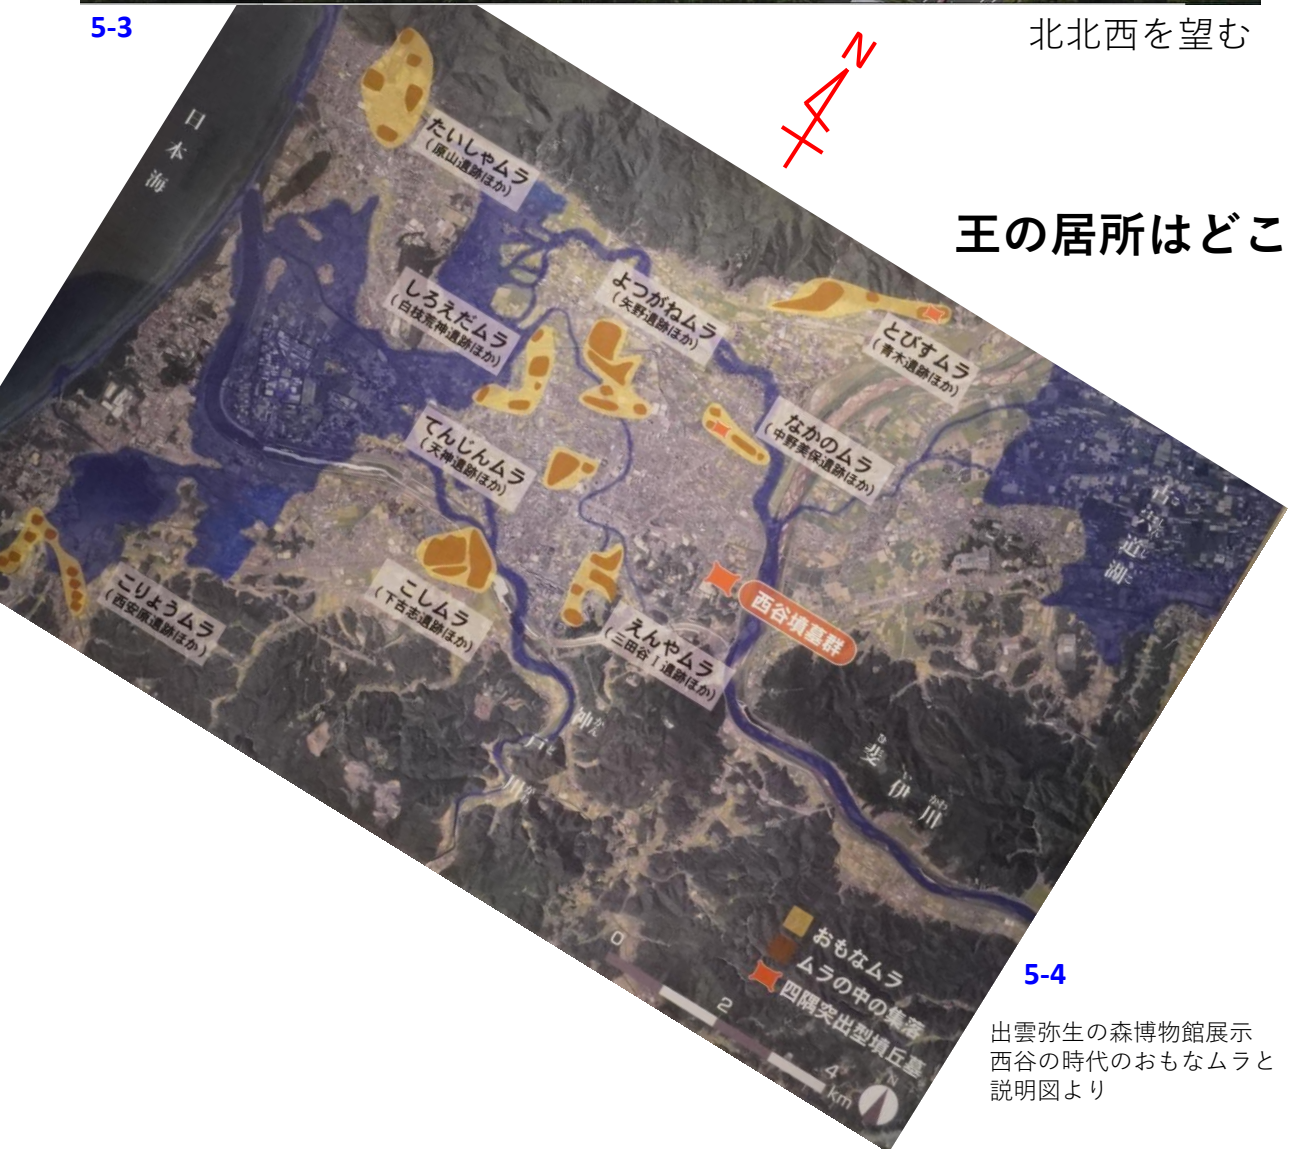 5-3
北北西を望む
N
王の居所はどこ
日本海
たいしゃムラ
(原山遺跡ほか)
しろえだムラ
(白枝荒神遺跡ほか)
よつがねムラ
(矢野遺跡ほか)
とびすムラ
(青木遺跡ほか)
てんじんムラ
(天神遺跡ほか)
なかのムラ
(中野美保遺跡ほか)
宍道湖
こりょうムラ
(西安原遺跡ほか)
こしムラ
(下古志遺跡ほか)
えんやムラ
(三田谷Ⅰ遺跡ほか)
西谷墳墓群
神戸川
斐伊川
おもなムラ
ムラの中の集落
四隅突出型墳丘墓
0
2
4
km
N
5-4
出雲弥生の森博物館展示
西谷の時代のおもなムラと
説明図より